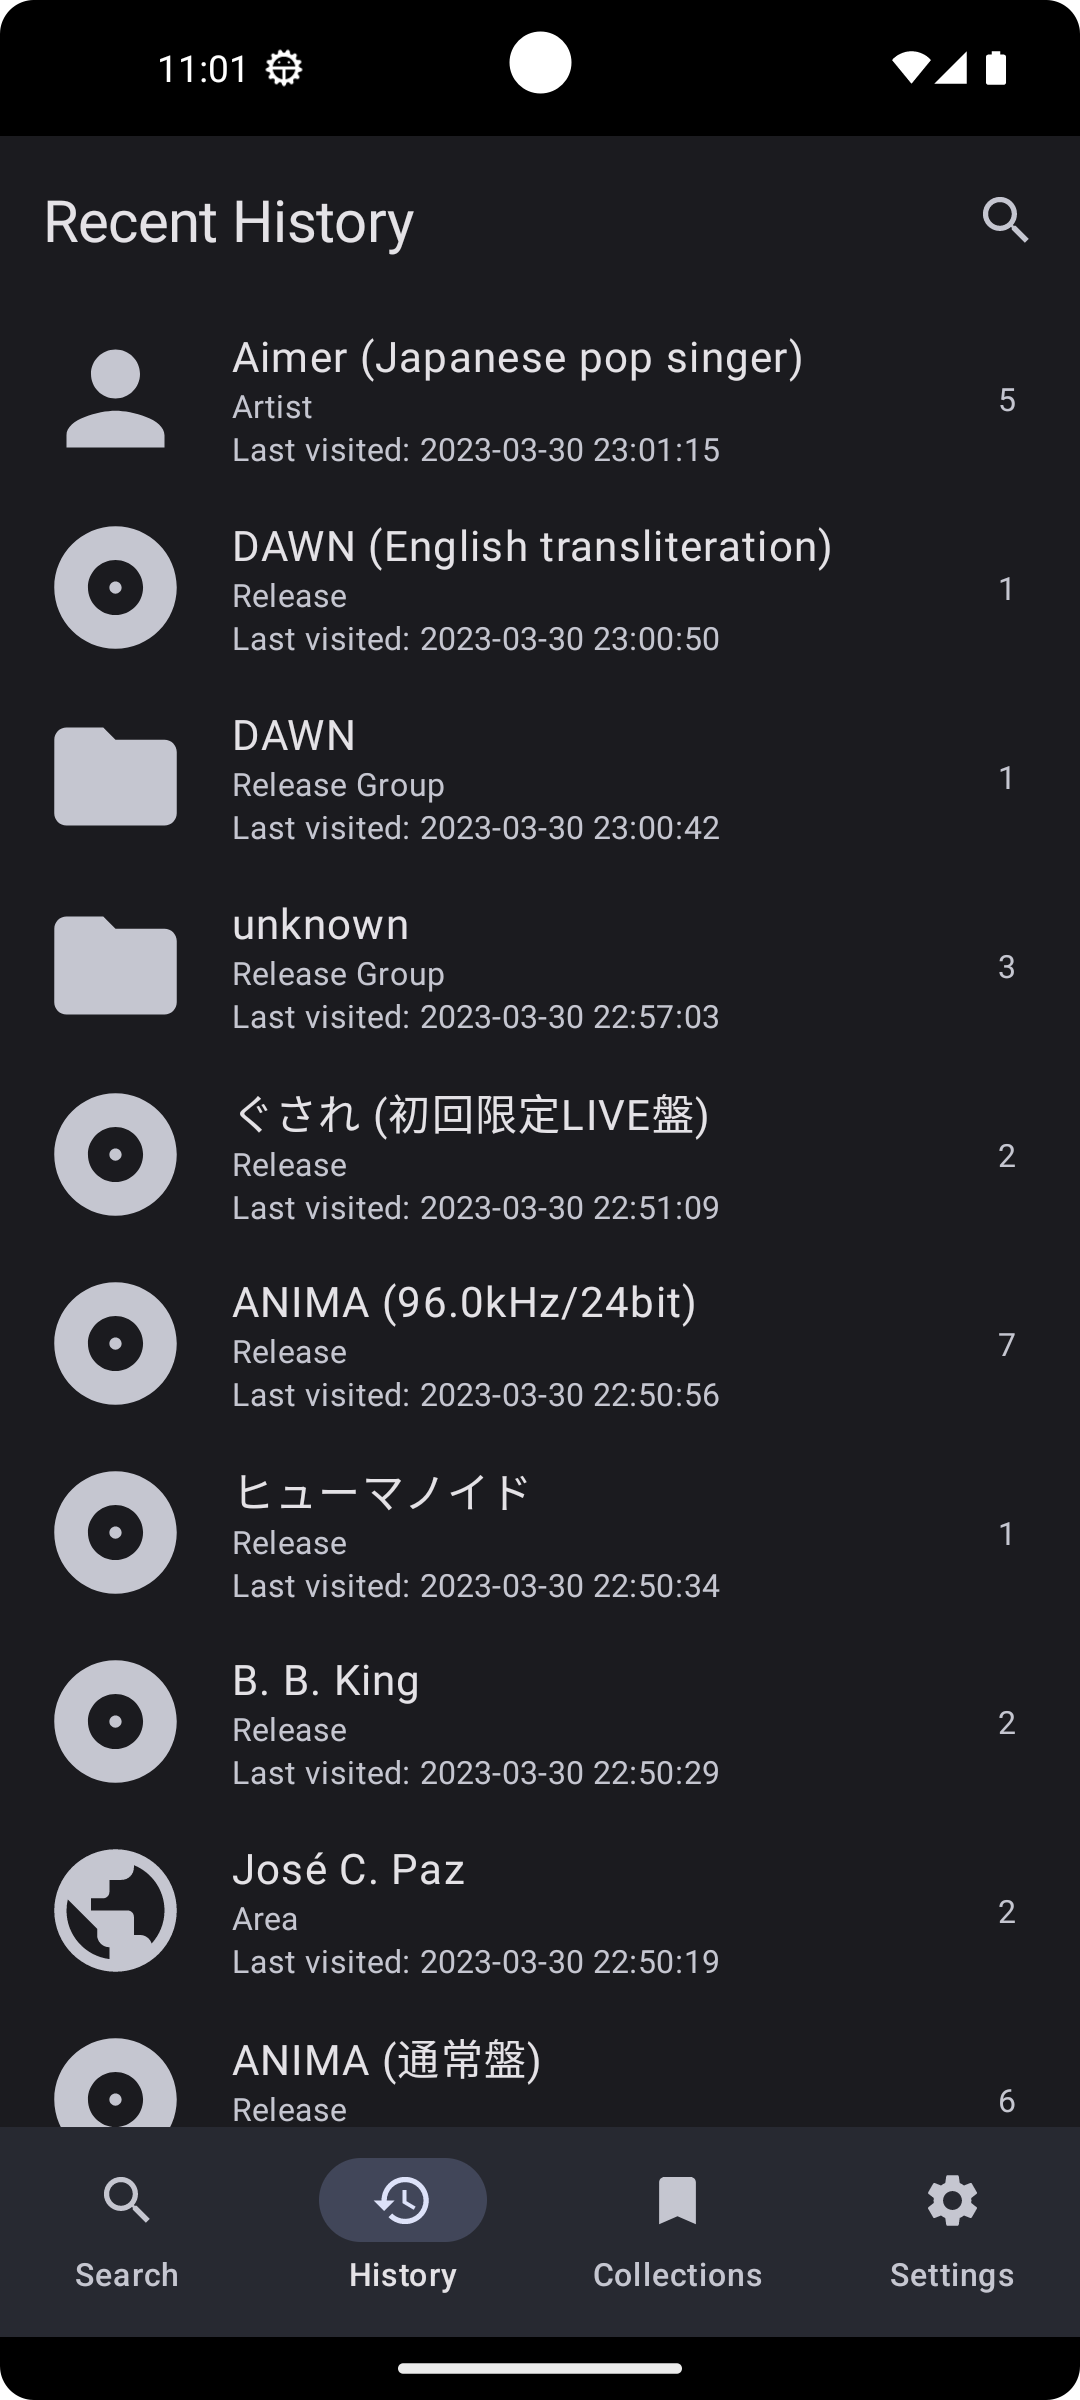 11:01
Recent History
Aimer (Japanese pop singer)
Artist
Last visited: 2023-03-30 23:01:15
5
DAWN (English transliteration)
Release
Last visited: 2023-03-30 23:00:50
1
DAWN
Release Group
Last visited: 2023-03-30 23:00:42
1
unknown
Release Group
Last visited: 2023-03-30 22:57:03
3
ぐされ (初回限定LIVE盤)
Release
Last visited: 2023-03-30 22:51:09
2
ANIMA (96.0kHz/24bit)
Release
Last visited: 2023-03-30 22:50:56
7
ヒューマノイド
Release
Last visited: 2023-03-30 22:50:34
1
B. B. King
Release
Last visited: 2023-03-30 22:50:29
2
José C. Paz
Area
Last visited: 2023-03-30 22:50:19
2
ANIMA (通常盤)
Release
6
Search
History
Collections
Settings